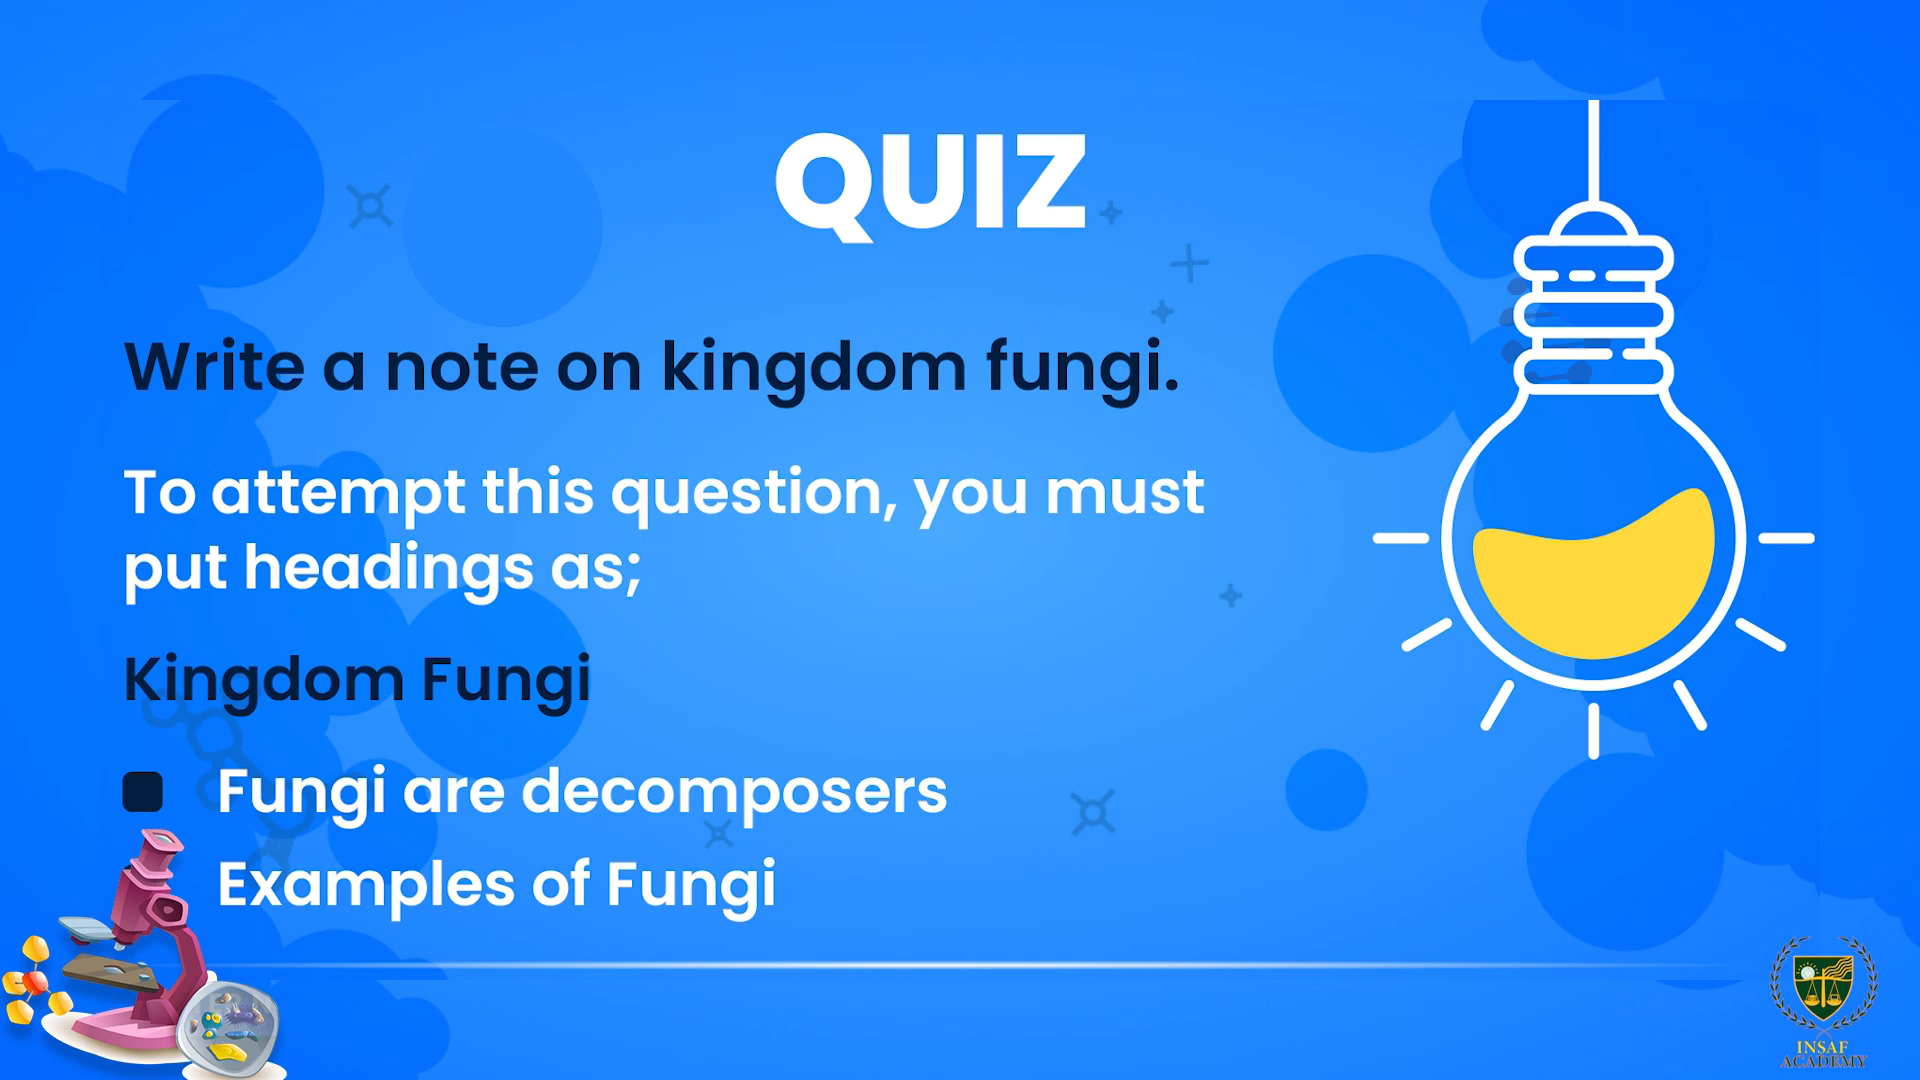 QUIZ
Write a note on kingdom fungi.
To attempt this question, you must
put headings as;
Kingdom Fungi
Fungi are decomposers
Examples of Fungi
INSAF
ACADEMY